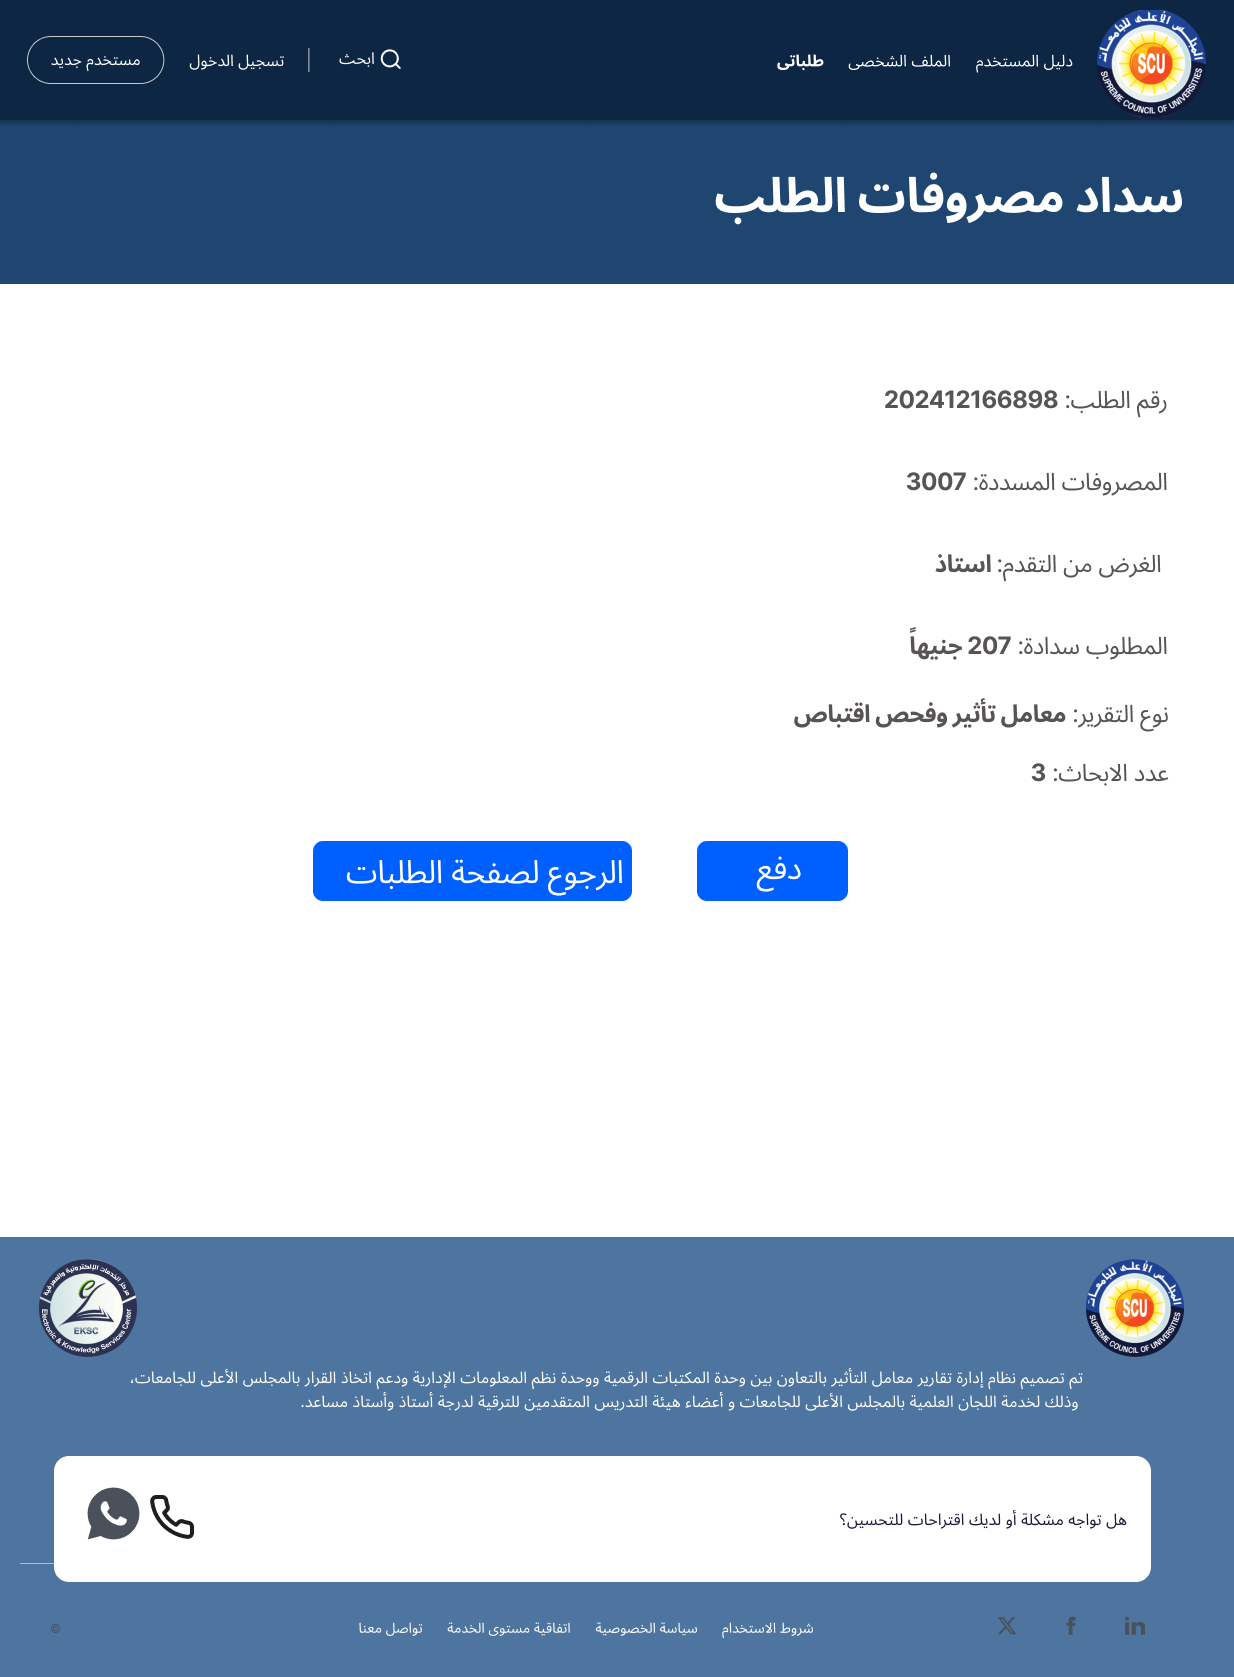 المجلس الأعلى للجامعات
SCU
SUPREME COUNCIL OF UNIVERSITIES
دليل المستخدم
الملف الشخصى
طلباتى
ابحث
تسجيل الدخول
مستخدم جديد
سداد مصروفات الطلب
رقم الطلب: 202412166898
المصروفات المسددة: 3007
الغرض من التقدم: استاذ
المطلوب سدادة: 207 جنيهاً
نوع التقرير: معامل تأثير وفحص اقتباص
عدد الابحاث: 3
دفع
الرجوع لصفحة الطلبات
المجلس الأعلى للجامعات
SCU
SUPREME COUNCIL OF UNIVERSITIES
مركز الخدمات الإلكترونية والمعرفية
EKSC
Electronic & Knowledge Services Center
تم تصميم نظام إدارة تقارير معامل التأثير بالتعاون بين وحدة المكتبات الرقمية ووحدة نظم المعلومات الإدارية ودعم اتخاذ القرار بالمجلس الأعلى للجامعات،
وذلك لخدمة اللجان العلمية بالمجلس الأعلى للجامعات و أعضاء هيئة التدريس المتقدمين للترقية لدرجة أستاذ وأستاذ مساعد.
هل تواجه مشكلة أو لديك اقتراحات للتحسين؟
شروط الاستخدام
سياسة الخصوصية
اتفاقية مستوى الخدمة
تواصل معنا
©